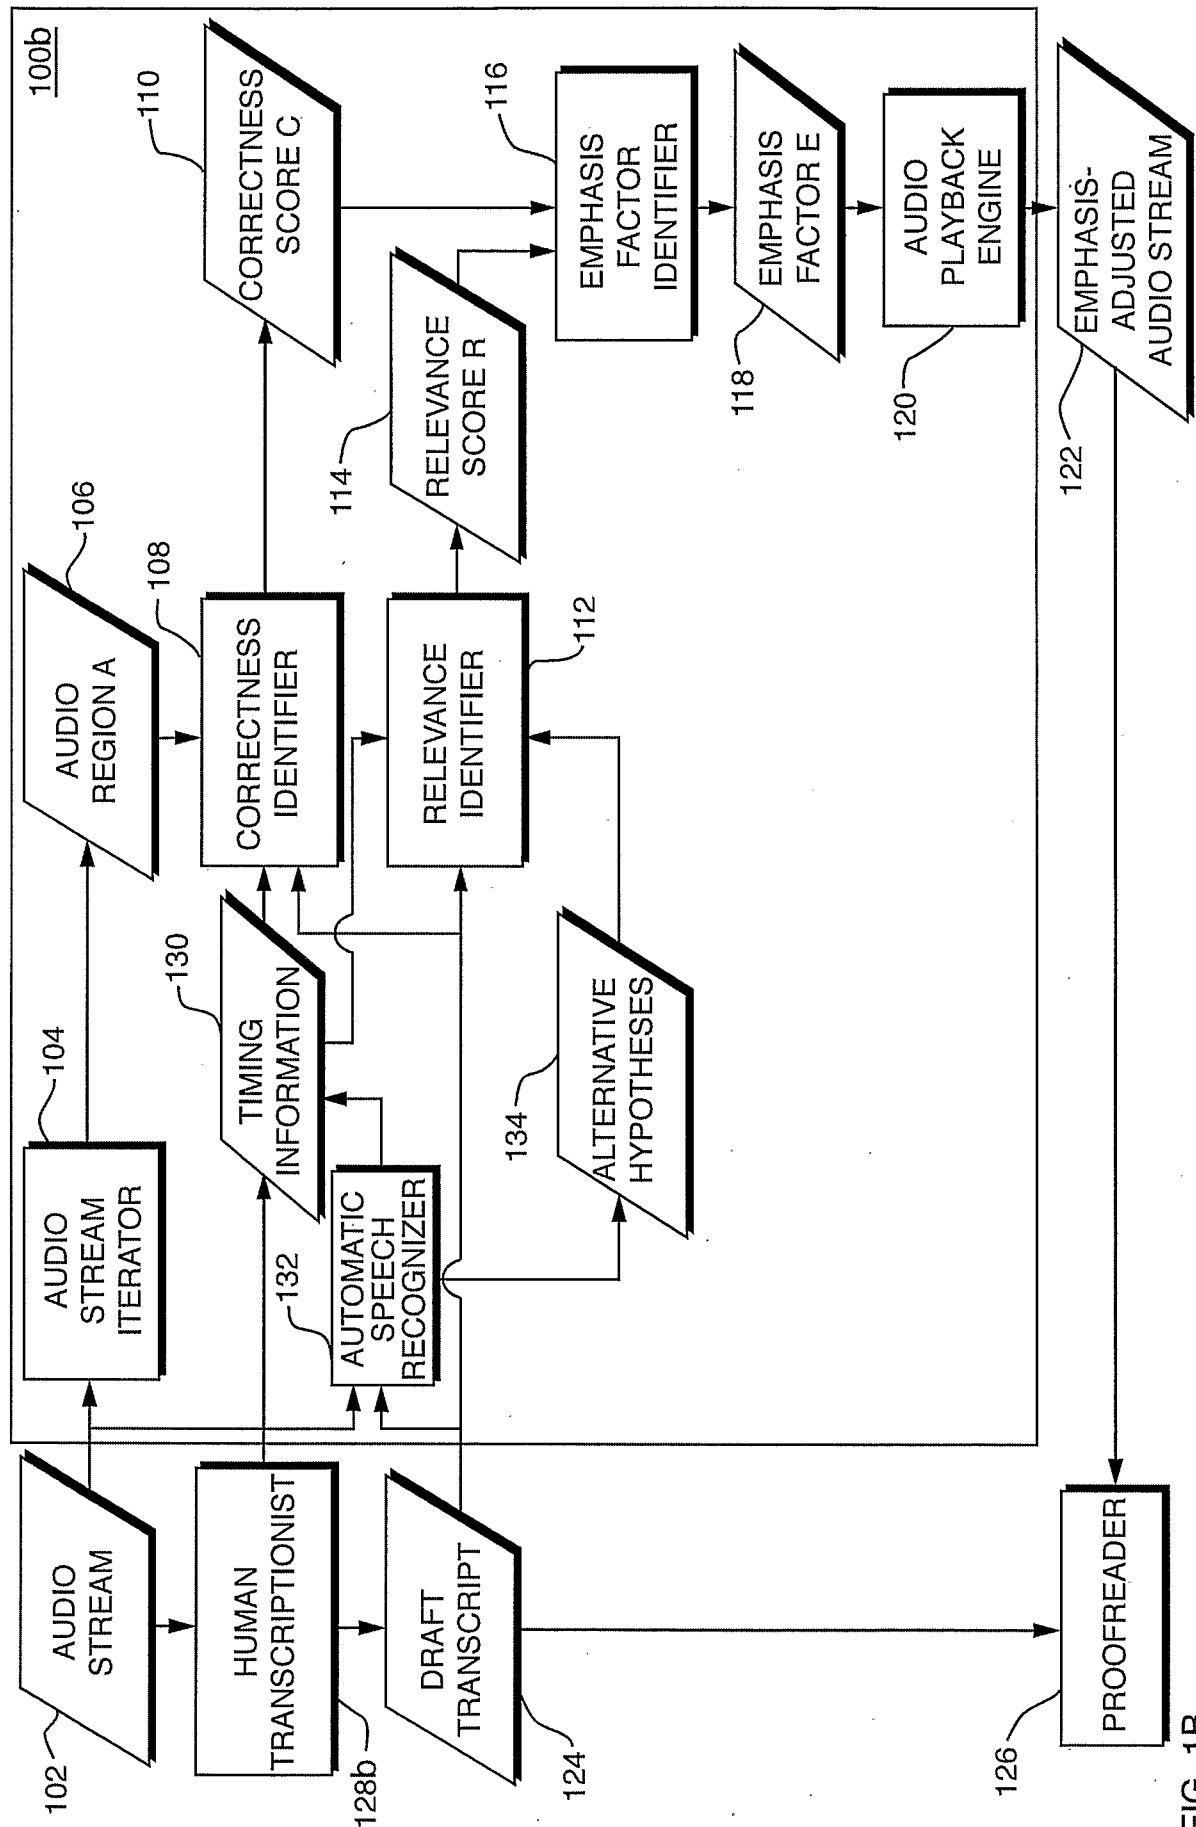 100b
102
AUDIO
STREAM
104
AUDIO
STREAM
ITERATOR
106
AUDIO
REGION A
110
CORRECTNESS
SCORE C
128b
HUMAN
TRANSCRIPTIONIST
130
TIMING
INFORMATION
108
CORRECTNESS
IDENTIFIER
132
AUTOMATIC
SPEECH
RECOGNIZER
124
DRAFT
TRANSCRIPT
112
RELEVANCE
IDENTIFIER
114
RELEVANCE
SCORE R
134
ALTERNATIVE
HYPOTHESES
116
EMPHASIS
FACTOR
IDENTIFIER
118
EMPHASIS
FACTOR E
120
AUDIO
PLAYBACK
ENGINE
126
PROOFREADER
122
EMPHASIS-
ADJUSTED
AUDIO STREAM
FIG. 1B